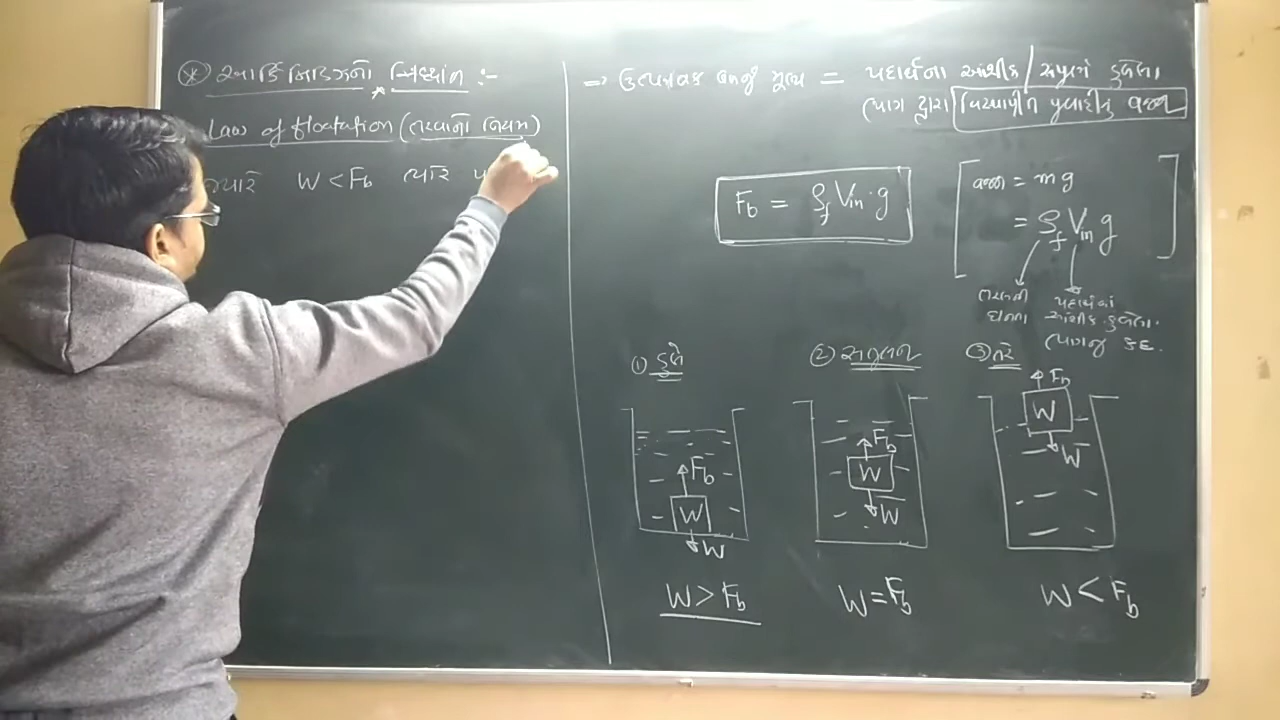 * આર્કિમિડિઝનો સિદ્ધાંત :-
Law of floatation (તરવાનો નિયમ)
જ્યારે W < Fb ત્યારે પ
⇒ ઉત્પ્લાવક બળનું મૂલ્ય = પદાર્થના આંશીક / સંપૂર્ણ ડુબેલા
ભાગ દ્વારા વિસ્થાપીત પ્રવાહીનું વજન
Fb = ρf Vin · g
વજન = mg
= ρf Vin g
તરલની
ઘનતા
પદાર્થના
આંશીક ડુબેલા
ભાગનું કદ.
① ડુબે
② સંતુલન
③ તરે
Fb
W
W
Fb
W
W
Fb
W
W
W > Fb
W = Fb
W < Fb